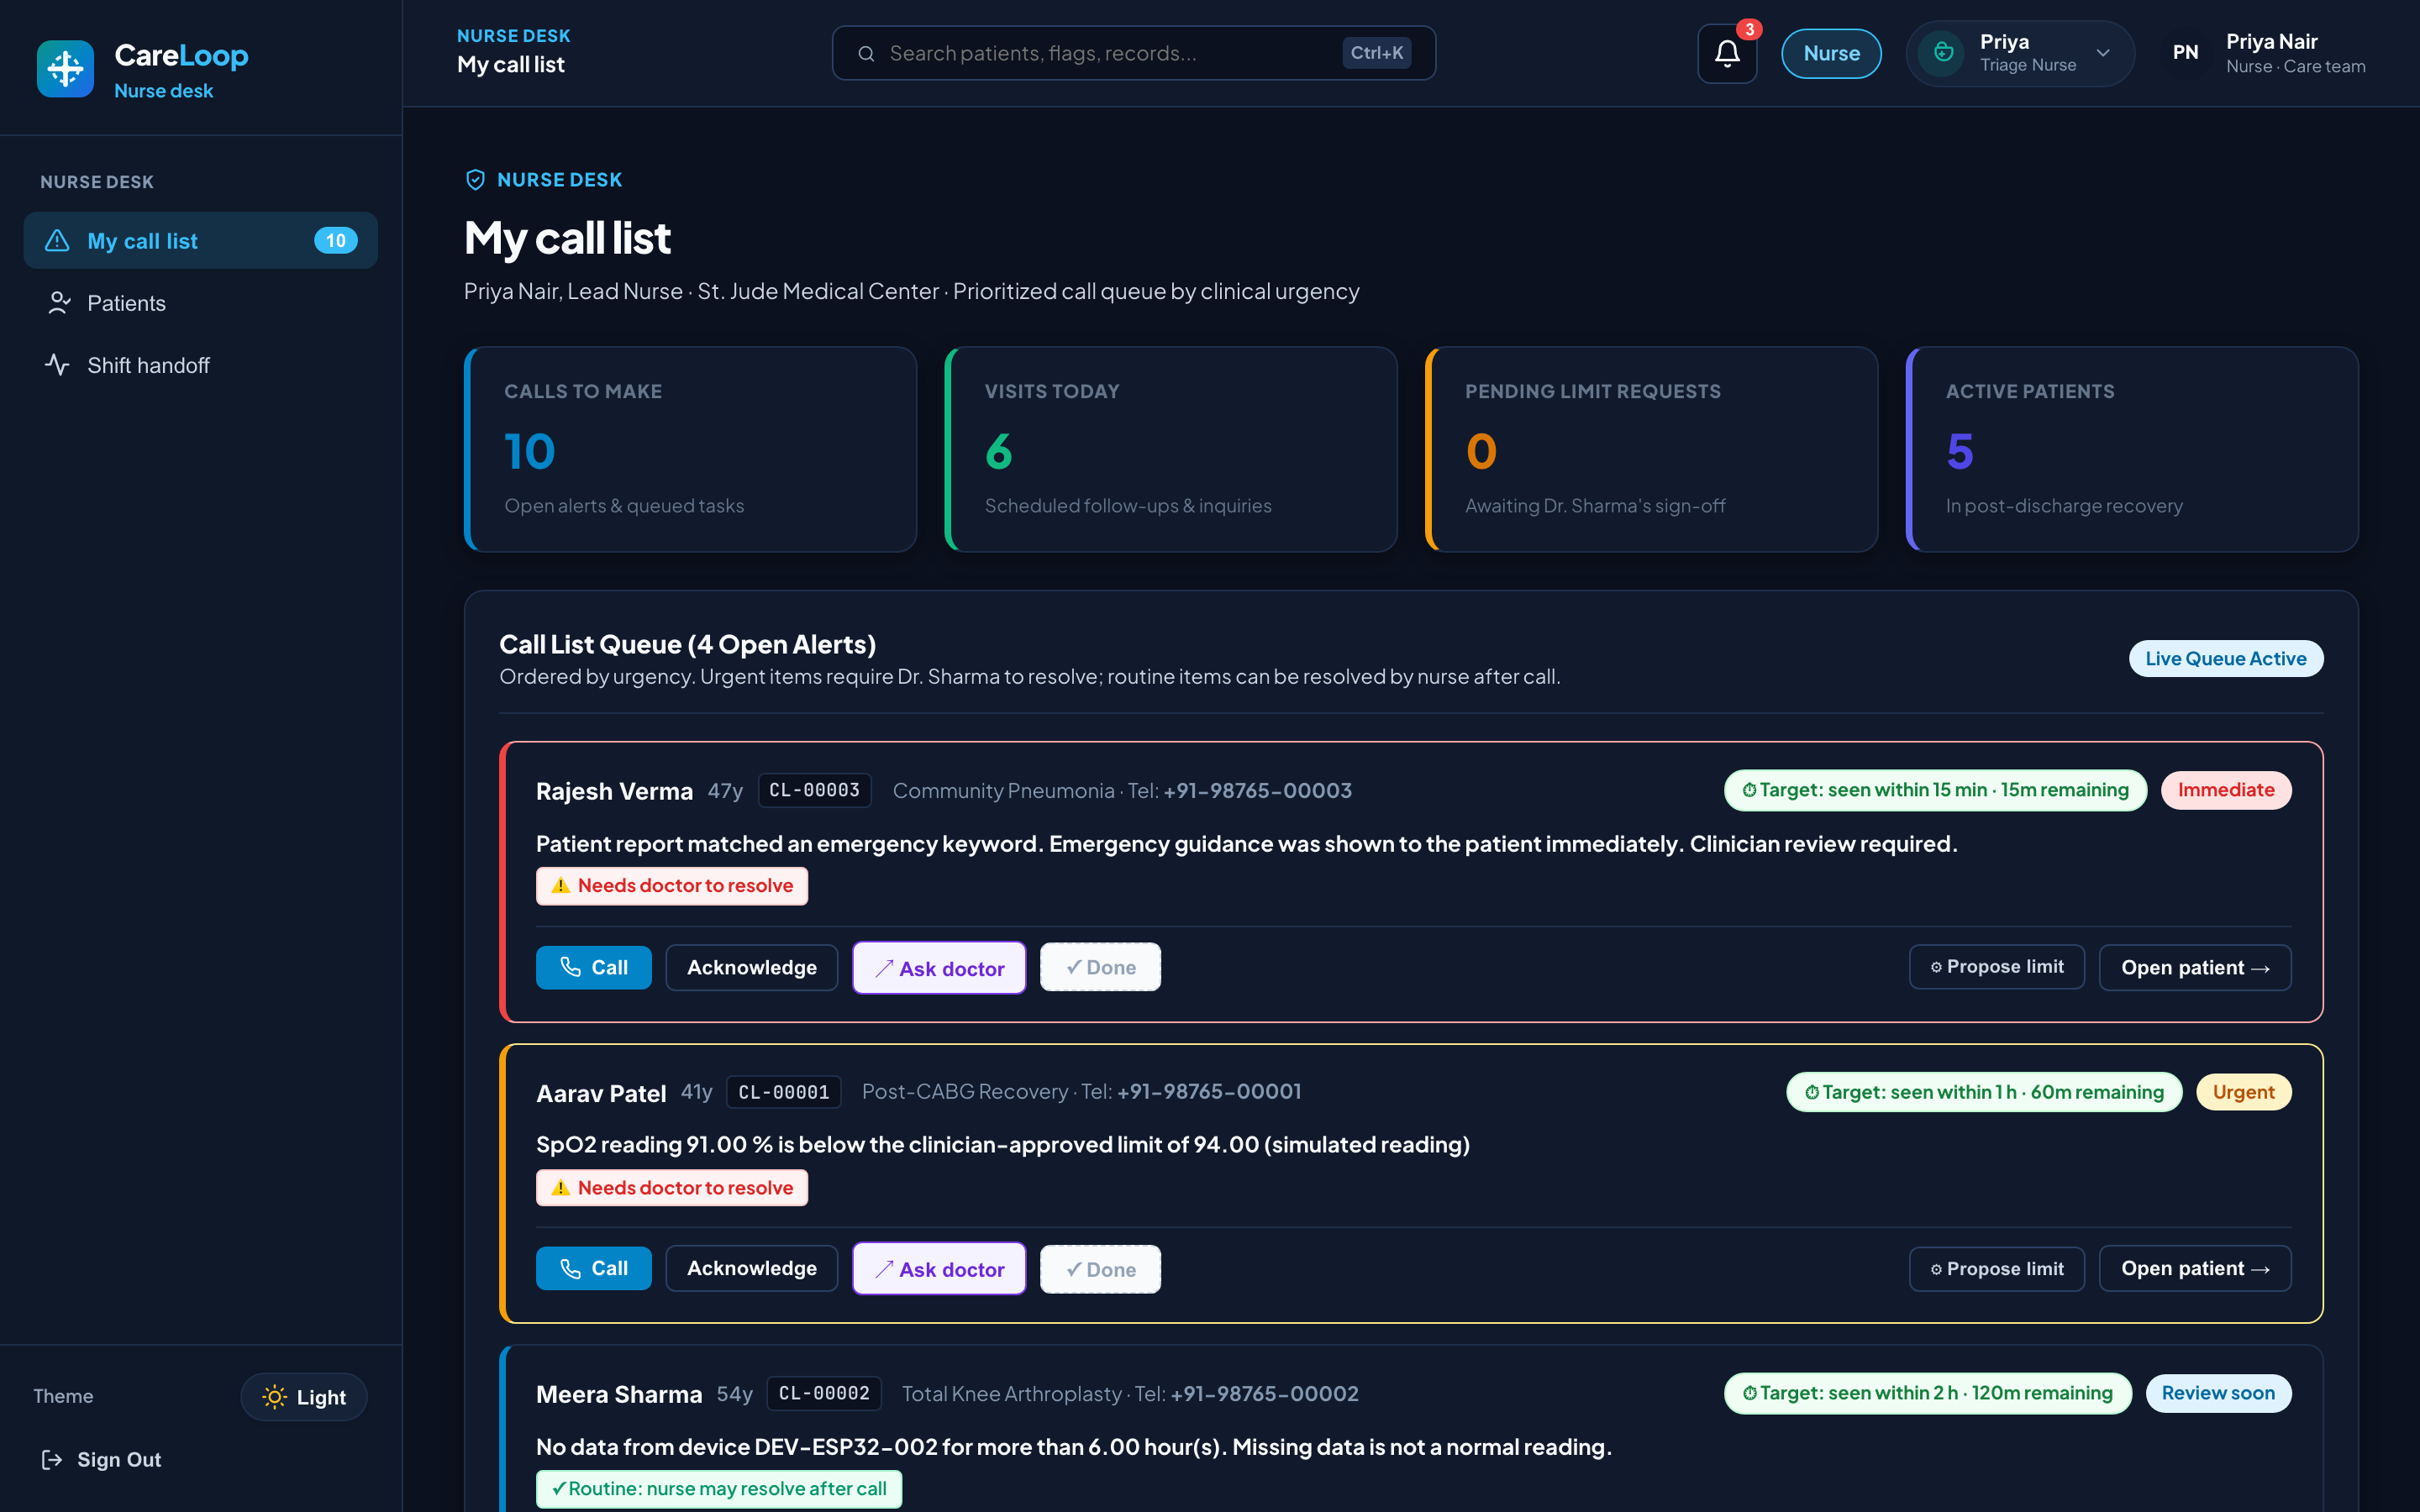 CareLoop
Nurse desk
NURSE DESK
My call list 10
Patients
Shift handoff
Theme Light
Sign Out
NURSE DESK
My call list
Search patients, flags, records... Ctrl+K
3
Nurse
Priya
Triage Nurse
PN
Priya Nair
Nurse · Care team
NURSE DESK
My call list
Priya Nair, Lead Nurse · St. Jude Medical Center · Prioritized call queue by clinical urgency
CALLS TO MAKE
10
Open alerts & queued tasks
VISITS TODAY
6
Scheduled follow-ups & inquiries
PENDING LIMIT REQUESTS
0
Awaiting Dr. Sharma's sign-off
ACTIVE PATIENTS
5
In post-discharge recovery
Call List Queue (4 Open Alerts)
Ordered by urgency. Urgent items require Dr. Sharma to resolve; routine items can be resolved by nurse after call.
Live Queue Active
Rajesh Verma 47y CL-00003 Community Pneumonia · Tel: +91-98765-00003 ⏱ Target: seen within 15 min · 15m remaining Immediate
Patient report matched an emergency keyword. Emergency guidance was shown to the patient immediately. Clinician review required.
⚠️ Needs doctor to resolve
Call Acknowledge ↗ Ask doctor ✓ Done ⚙ Propose limit Open patient →
Aarav Patel 41y CL-00001 Post-CABG Recovery · Tel: +91-98765-00001 ⏱ Target: seen within 1 h · 60m remaining Urgent
SpO2 reading 91.00 % is below the clinician-approved limit of 94.00 (simulated reading)
⚠️ Needs doctor to resolve
Call Acknowledge ↗ Ask doctor ✓ Done ⚙ Propose limit Open patient →
Meera Sharma 54y CL-00002 Total Knee Arthroplasty · Tel: +91-98765-00002 ⏱ Target: seen within 2 h · 120m remaining Review soon
No data from device DEV-ESP32-002 for more than 6.00 hour(s). Missing data is not a normal reading.
✓ Routine: nurse may resolve after call